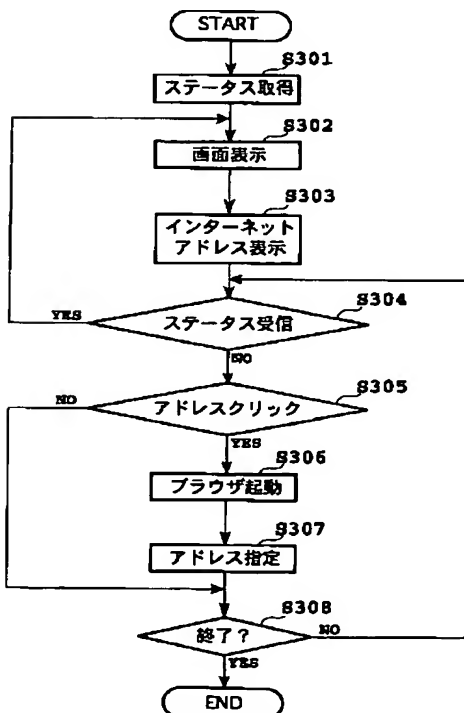 START
S301
ステータス取得
S302
画面表示
S303
インターネット
アドレス表示
S304
YES
ステータス受信
NO
S305
NO
アドレスクリック
YES
S306
ブラウザ起動
S307
アドレス指定
S308
終了?
NO
YES
END